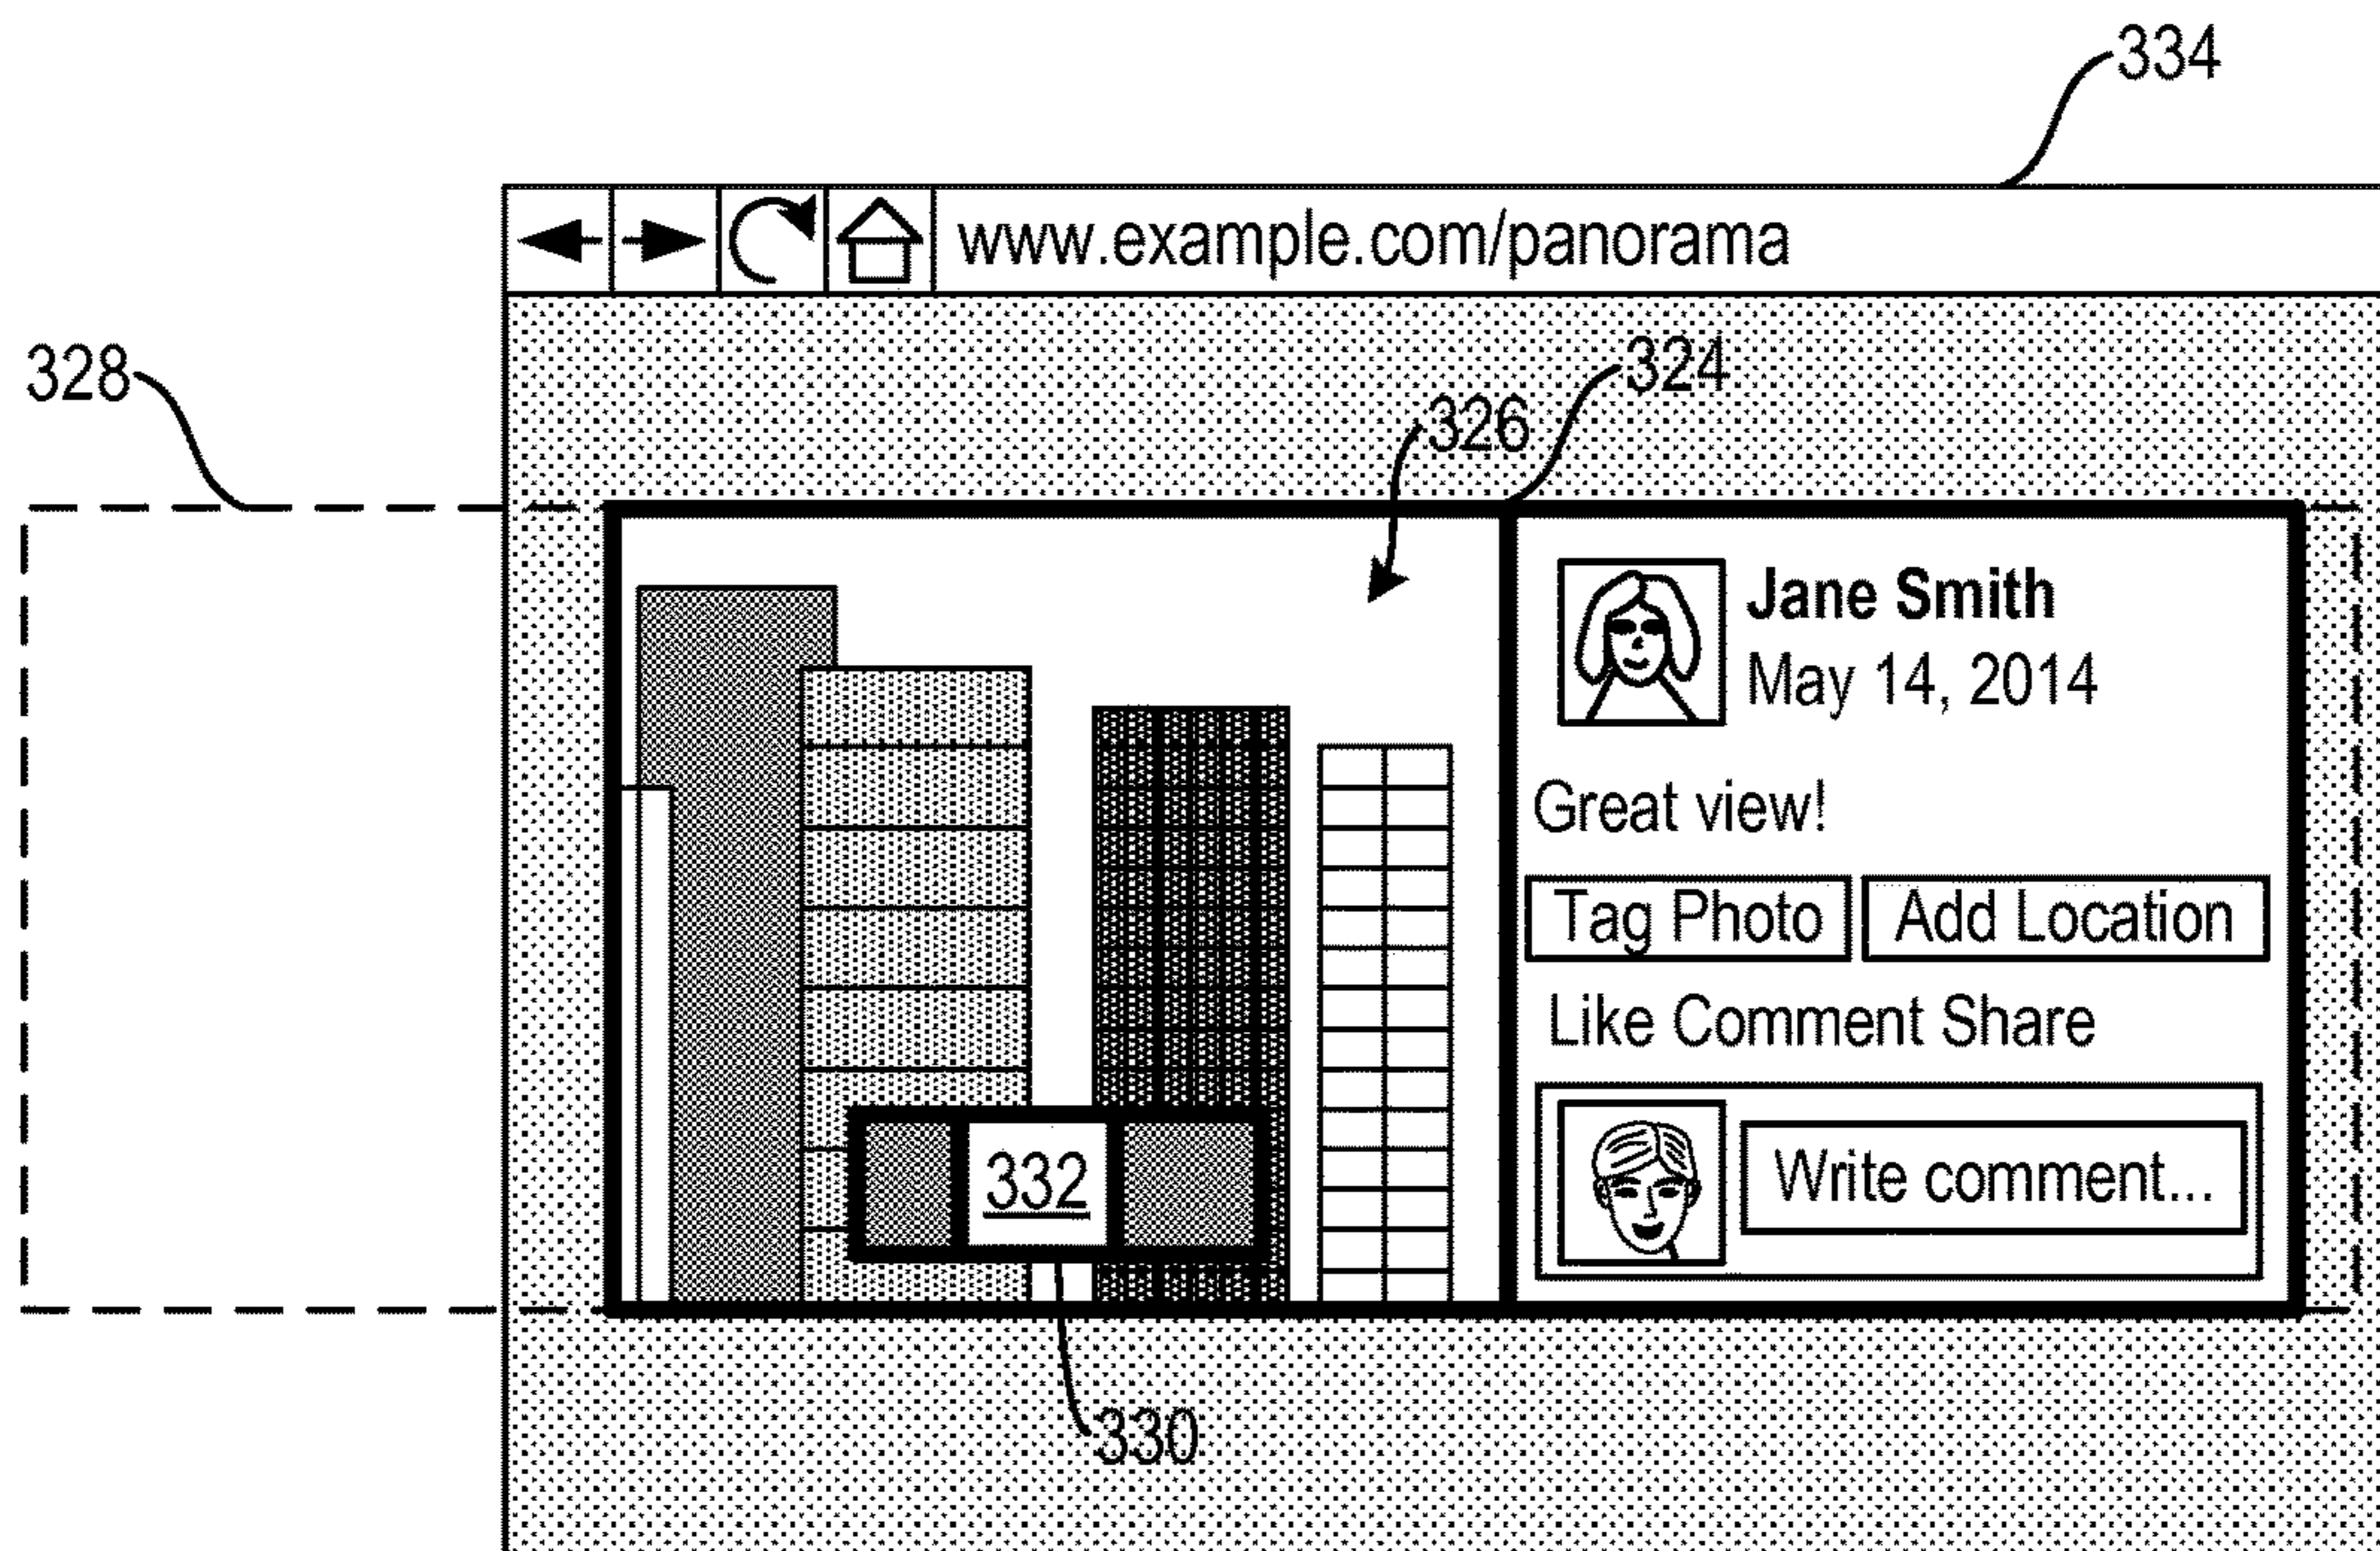 334
www.example.com/panorama
328
324
326
Jane Smith
May 14, 2014
Great view!
Tag Photo Add Location
Like Comment Share
332
Write comment...
330